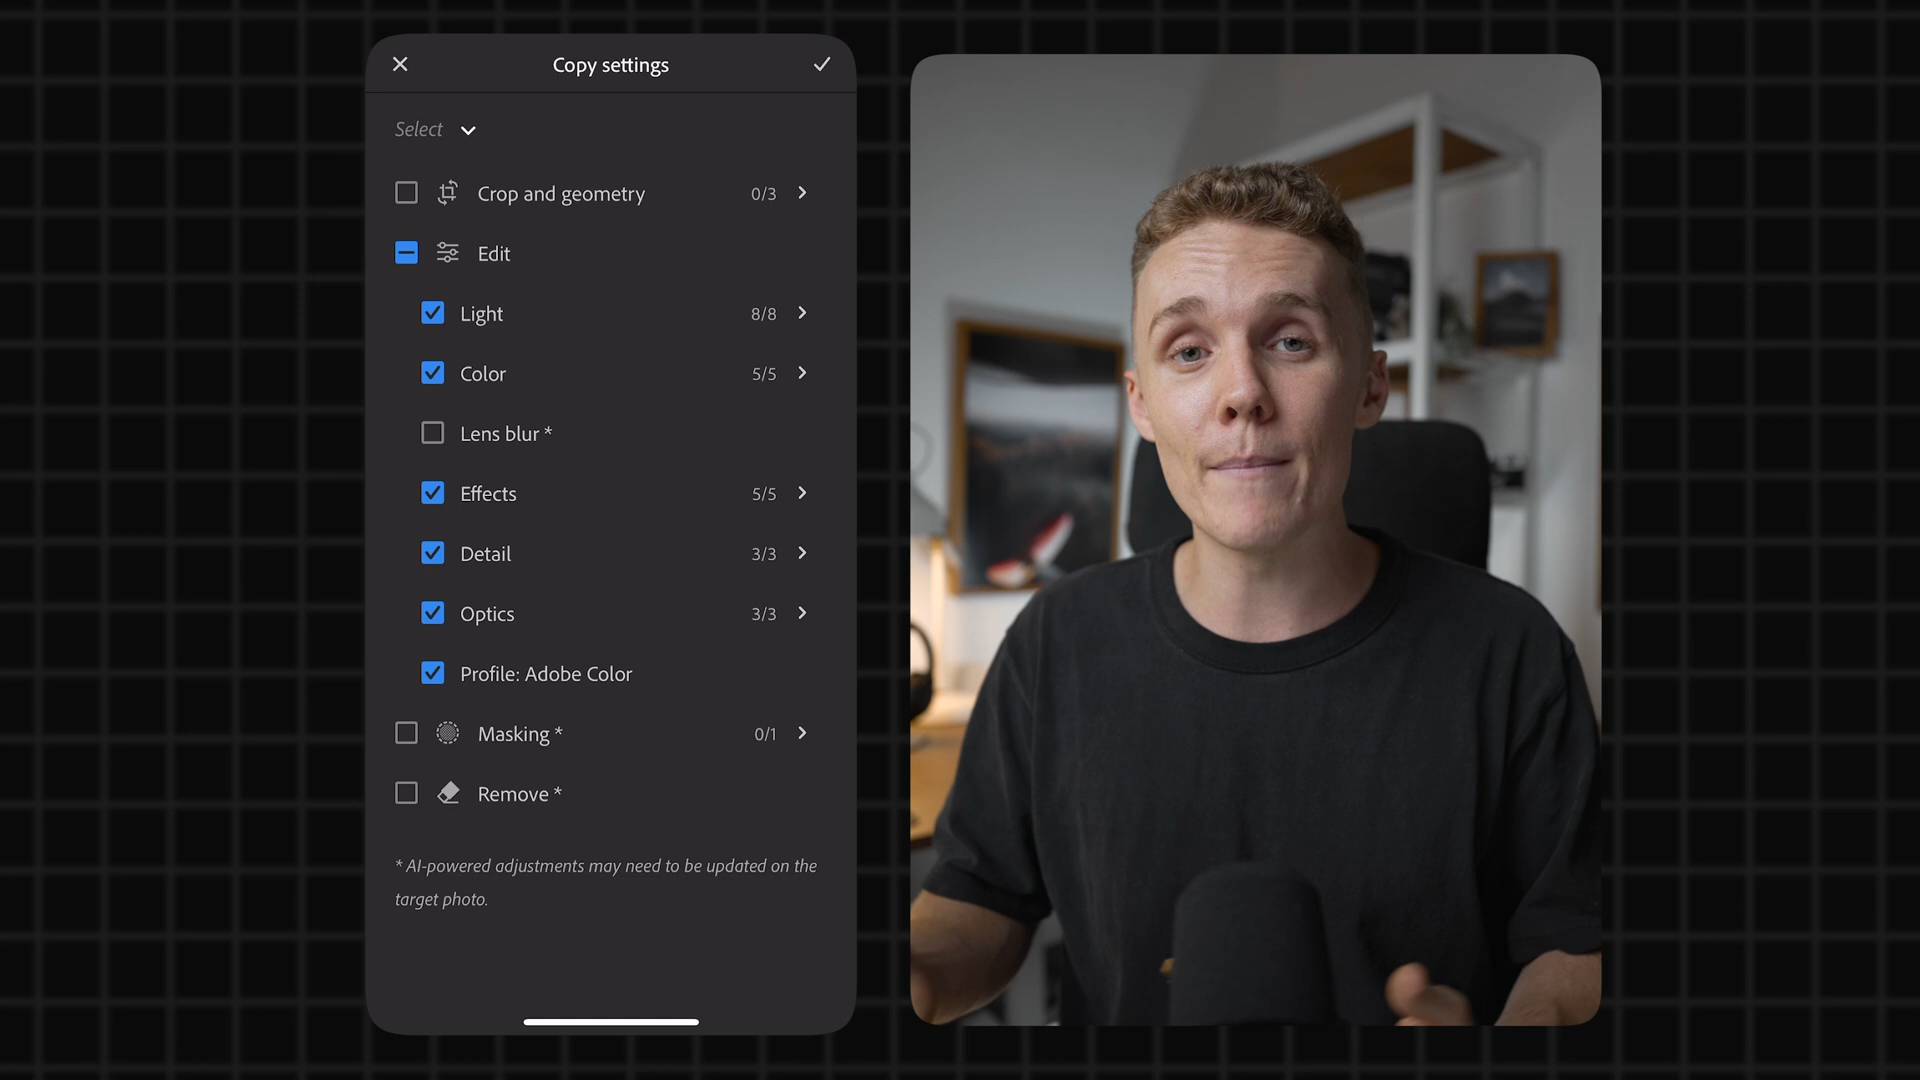 Copy settings
Select
Crop and geometry 0/3
Edit
Light 8/8
Color 5/5
Lens blur *
Effects 5/5
Detail 3/3
Optics 3/3
Profile: Adobe Color
Masking * 0/1
Remove *
* AI-powered adjustments may need to be updated on the
target photo.